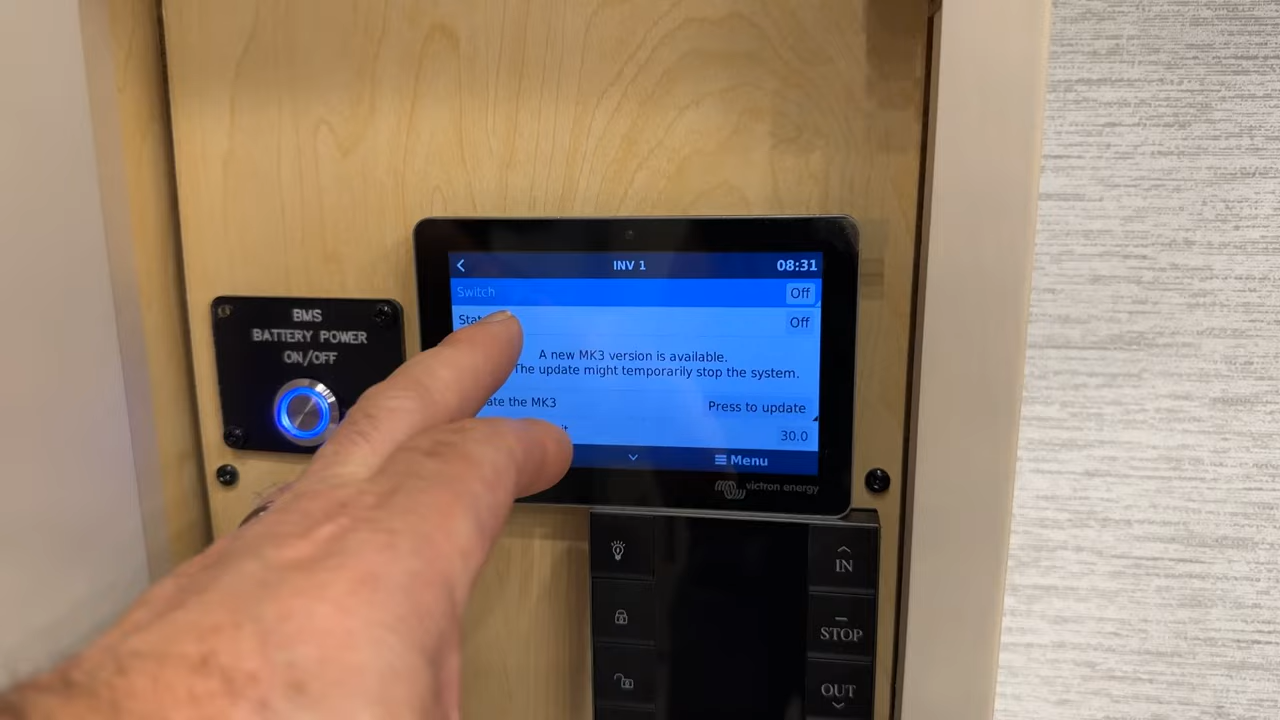 INV 1
08:31
Switch
Off
Off
A new MK3 version is available.
The update might temporarily stop the system.
the MK3
Press to update
30.0
Menu
victron energy
BMS
BATTERY POWER
ON/OFF
IN
STOP
OUT